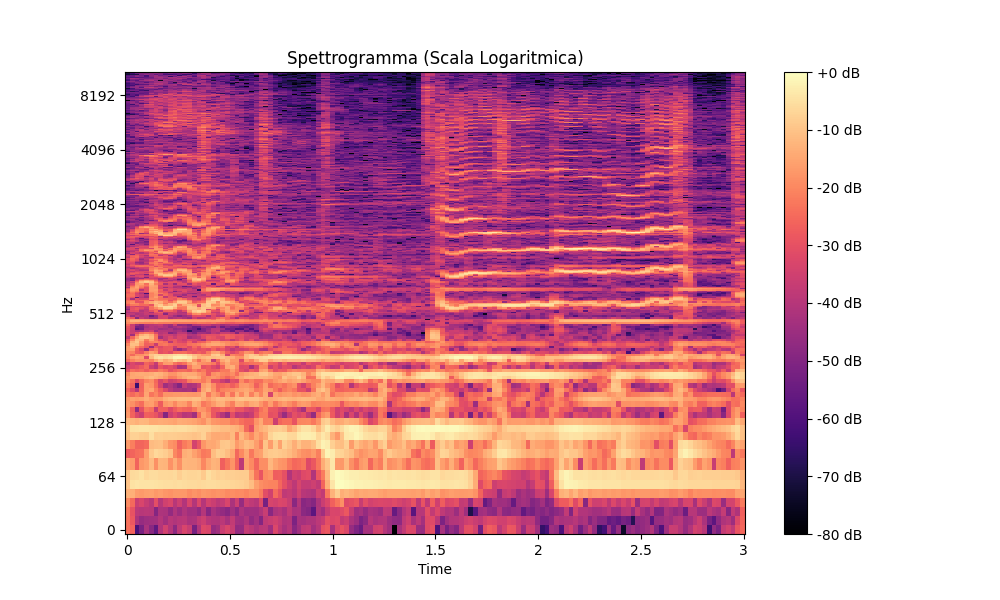 Spettrogramma (Scala Logaritmica)
8192
4096
2048
1024
512
256
128
64
0
Hz
0
0.5
1
1.5
2
2.5
3
Time
+0 dB
-10 dB
-20 dB
-30 dB
-40 dB
-50 dB
-60 dB
-70 dB
-80 dB